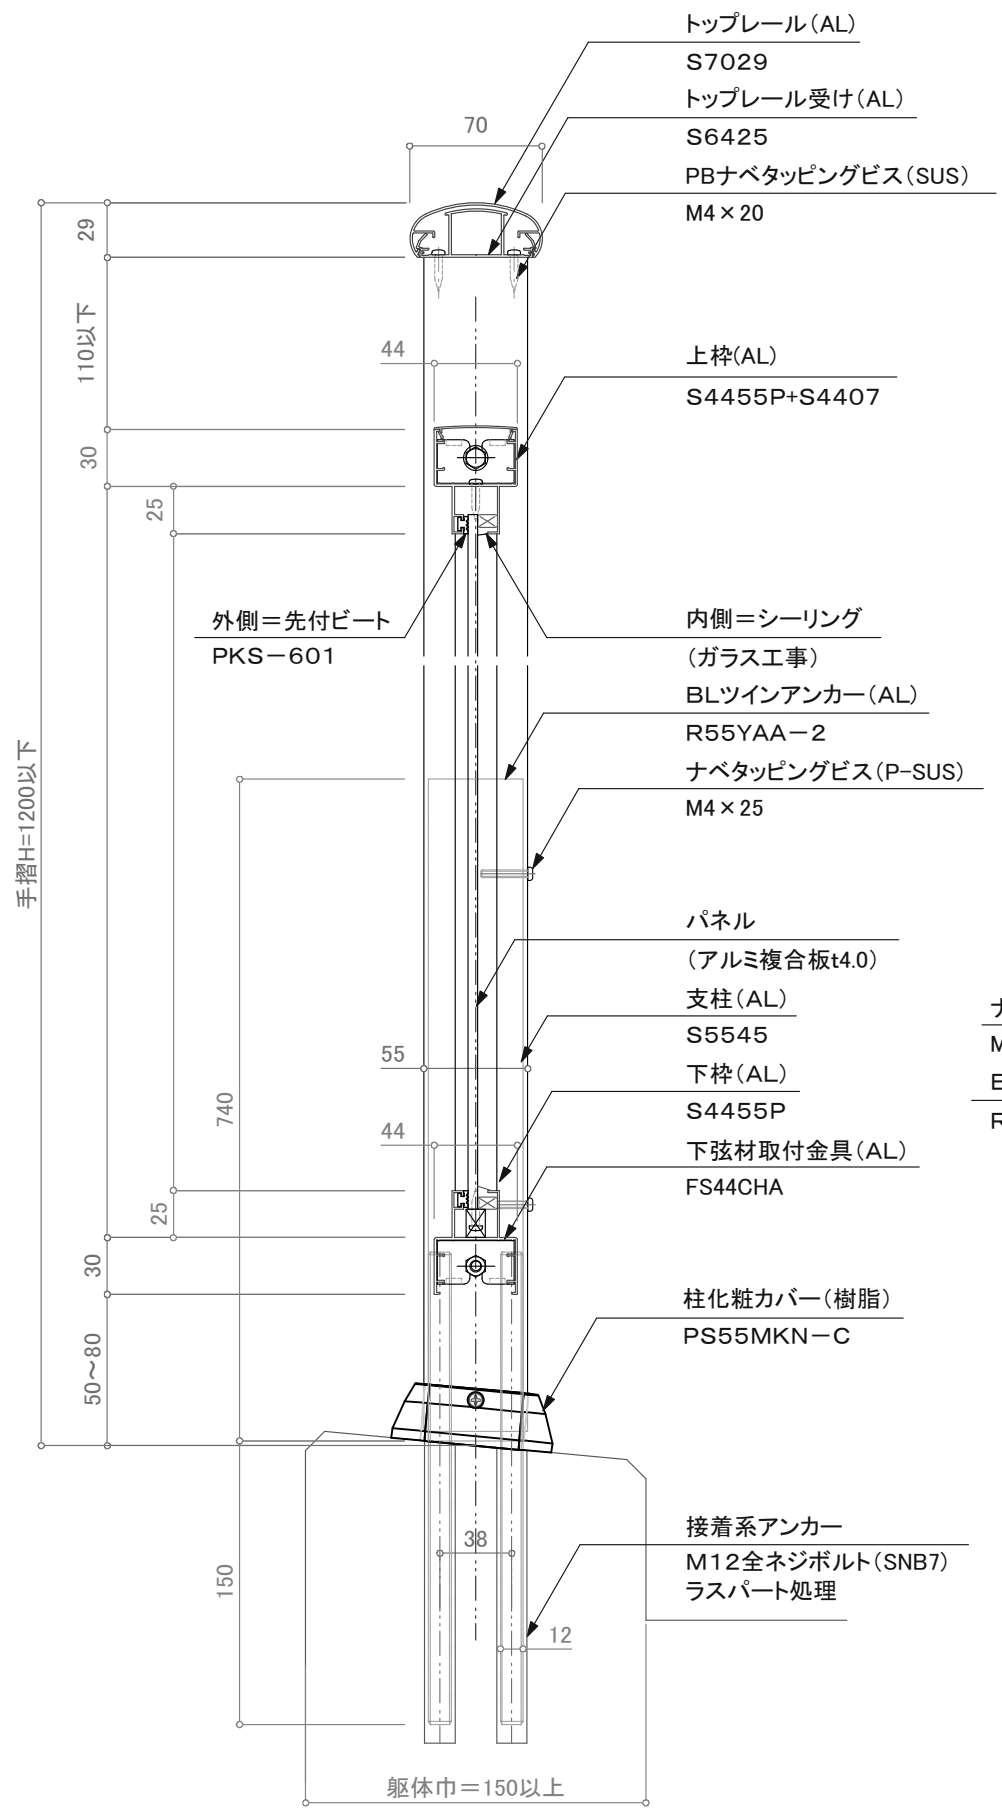 トップレール(AL)
S7029
トップレール受け(AL)
S6425
PBナベタッピングビス(SUS)
M4×20
70
29
110以下
44
上枠(AL)
S4455P+S4407
30
25
外側＝先付ビート
PKS－601
内側＝シーリング
(ガラス工事)
BLツインアンカー(AL)
R55YAA－2
ナベタッピングビス(P-SUS)
M4×25
手摺H=1200以下
パネル
(アルミ複合板t4.0)
支柱(AL)
S5545
ナ
M
55
下枠(AL)
S4455P
E
R
740
44
下弦材取付金具(AL)
FS44CHA
25
30
柱化粧カバー(樹脂)
PS55MKN－C
50～80
接着系アンカー
M12全ネジボルト(SNB7)
ラスパート処理
38
150
12
躯体巾＝150以上